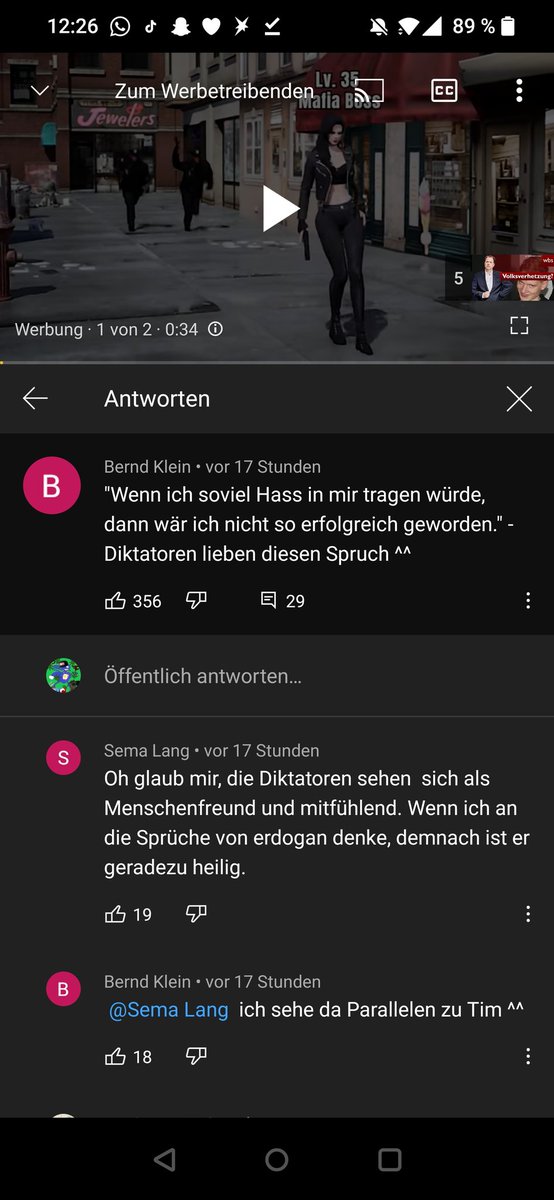 12:26
89 %
Zum Werbetreibenden
Lv. 35
Mafia Boss
CC
Jewelers
5
wbs
Volksverhetzung?
Werbung · 1 von 2 · 0:34
Antworten
B
Bernd Klein • vor 17 Stunden
"Wenn ich soviel Hass in mir tragen würde,
dann wär ich nicht so erfolgreich geworden." -
Diktatoren lieben diesen Spruch ^^
356
29
Öffentlich antworten…
S
Sema Lang • vor 17 Stunden
Oh glaub mir, die Diktatoren sehen  sich als
Menschenfreund und mitfühlend. Wenn ich an
die Sprüche von erdogan denke, demnach ist er
geradezu heilig.
19
B
Bernd Klein • vor 17 Stunden
@Sema Lang  ich sehe da Parallelen zu Tim ^^
18